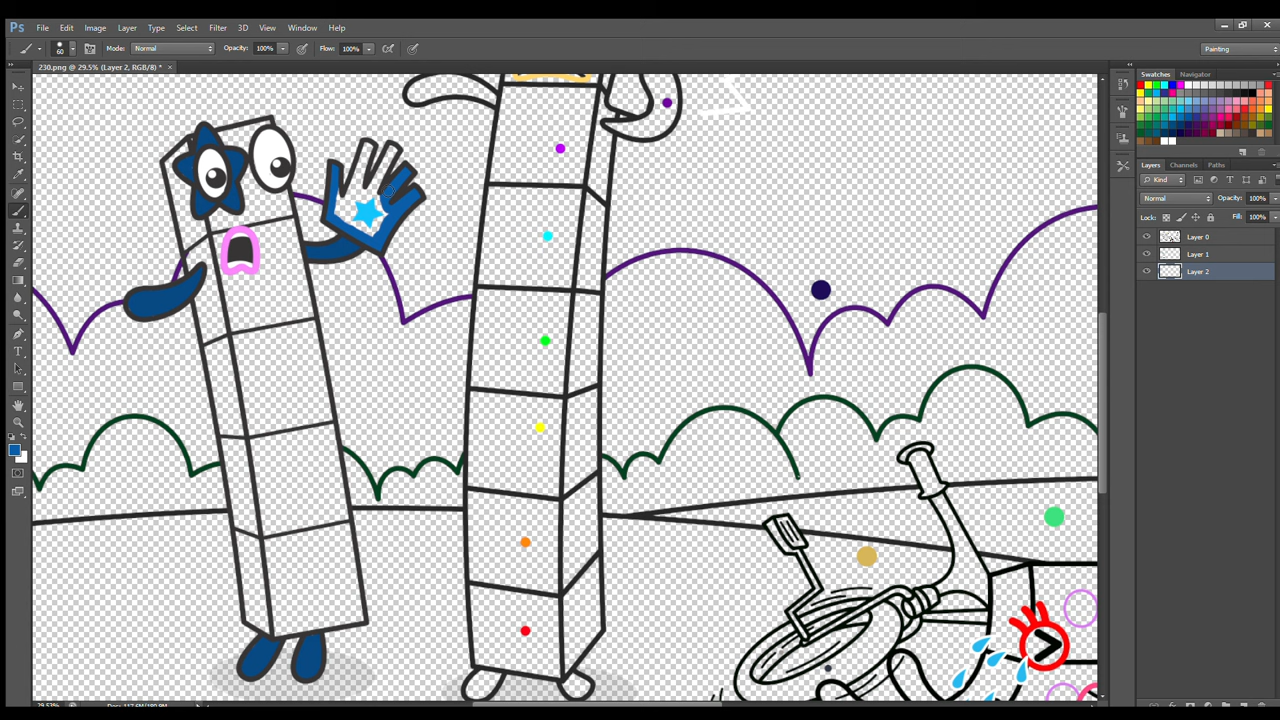 Ps File Edit Image Layer Type Select Filter 3D View Window Help
60 Mode: Normal Opacity: 100% Flow: 100% Painting
230.png @ 29.5% (Layer 2, RGB/8) * ×
Swatches Navigator
Layers Channels Paths
Kind
Normal Opacity: 100%
Lock: Fill: 100%
Layer 0
Layer 1
Layer 2